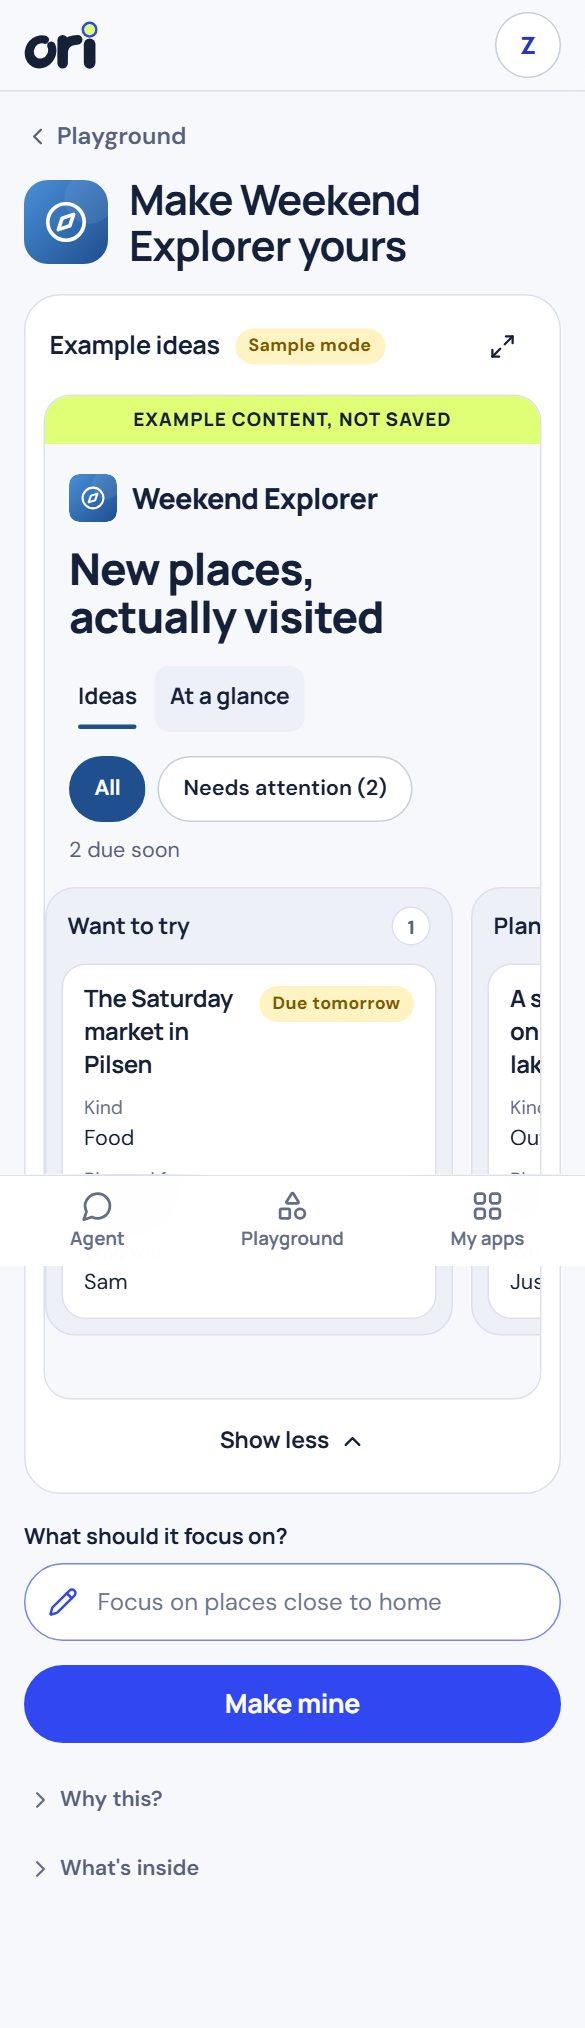 ori
Z
Playground
Make Weekend
Explorer yours
Example ideas
Sample mode
EXAMPLE CONTENT, NOT SAVED
Weekend Explorer
New places,
actually visited
Ideas
At a glance
All
Needs attention (2)
2 due soon
Want to try
1
The Saturday
market in
Pilsen
Due tomorrow
Kind
Food
Plan
A s
on
lak
Agent
Playground
My apps
Sam
Show less
What should it focus on?
Focus on places close to home
Make mine
Why this?
What's inside